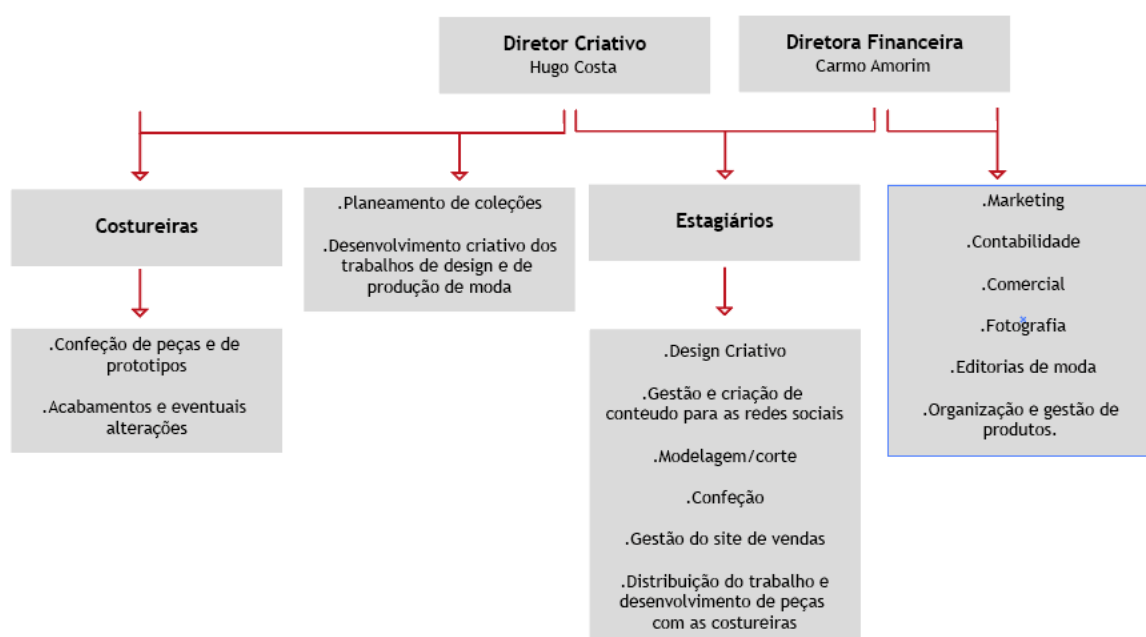 Diretor Criativo
Hugo Costa
Diretora Financeira
Carmo Amorim
Costureiras
.Confeção de peças e de
prototipos
.Acabamentos e eventuais
alterações
.Planeamento de coleções
.Desenvolvimento criativo dos
trabalhos de design e de
produção de moda
Estagiários
.Design Criativo
.Gestão e criação de
conteudo para as redes sociais
.Modelagem/corte
.Confeção
.Gestão do site de vendas
.Distribuição do trabalho e
desenvolvimento de peças
com as costureiras
.Marketing
.Contabilidade
.Comercial
.Fotografia
.Editorias de moda
.Organização e gestão de
produtos.